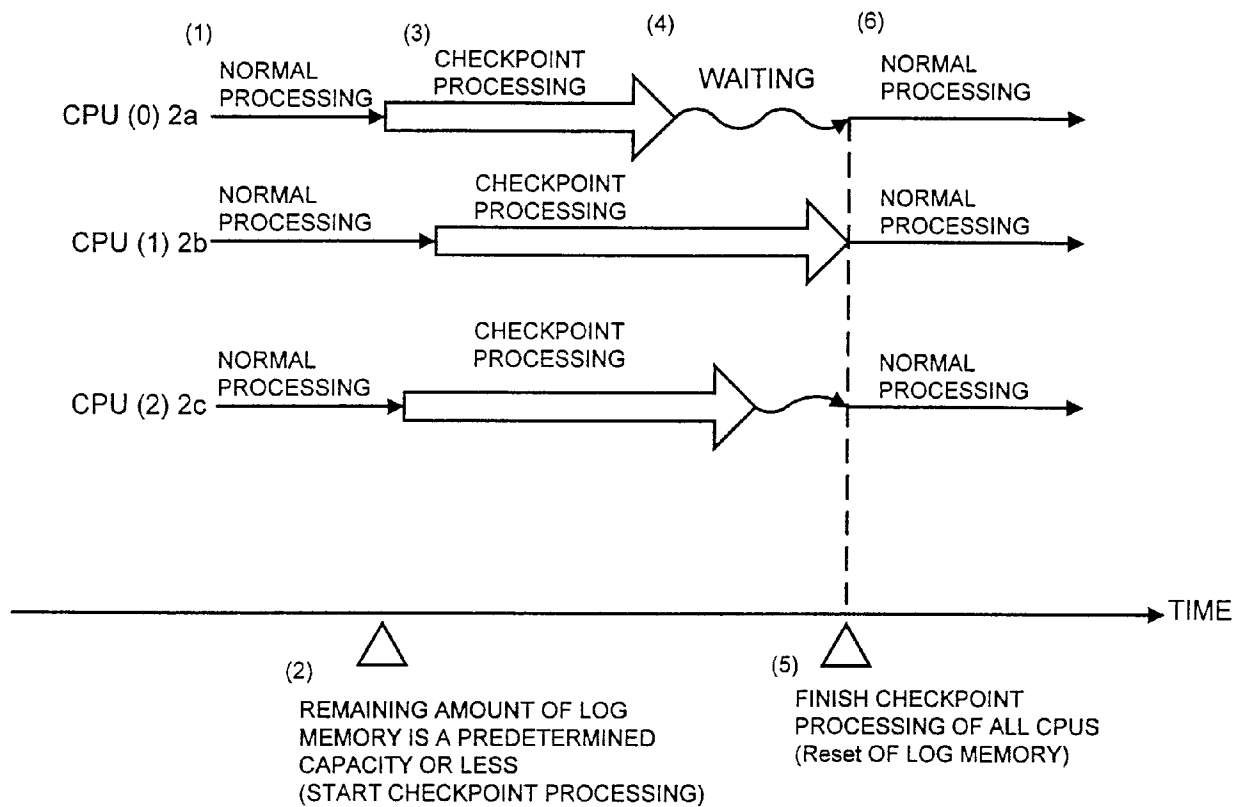 (1)
(3)
(4)
(6)
NORMAL
PROCESSING
CHECKPOINT
PROCESSING
WAITING
NORMAL
PROCESSING
CPU (0) 2a
NORMAL
PROCESSING
CHECKPOINT
PROCESSING
NORMAL
PROCESSING
CPU (1) 2b
NORMAL
PROCESSING
CHECKPOINT
PROCESSING
NORMAL
PROCESSING
CPU (2) 2c
TIME
(2)
REMAINING AMOUNT OF LOG
MEMORY IS A PREDETERMINED
CAPACITY OR LESS
(START CHECKPOINT PROCESSING)
(5)
FINISH CHECKPOINT
PROCESSING OF ALL CPUS
(Reset OF LOG MEMORY)